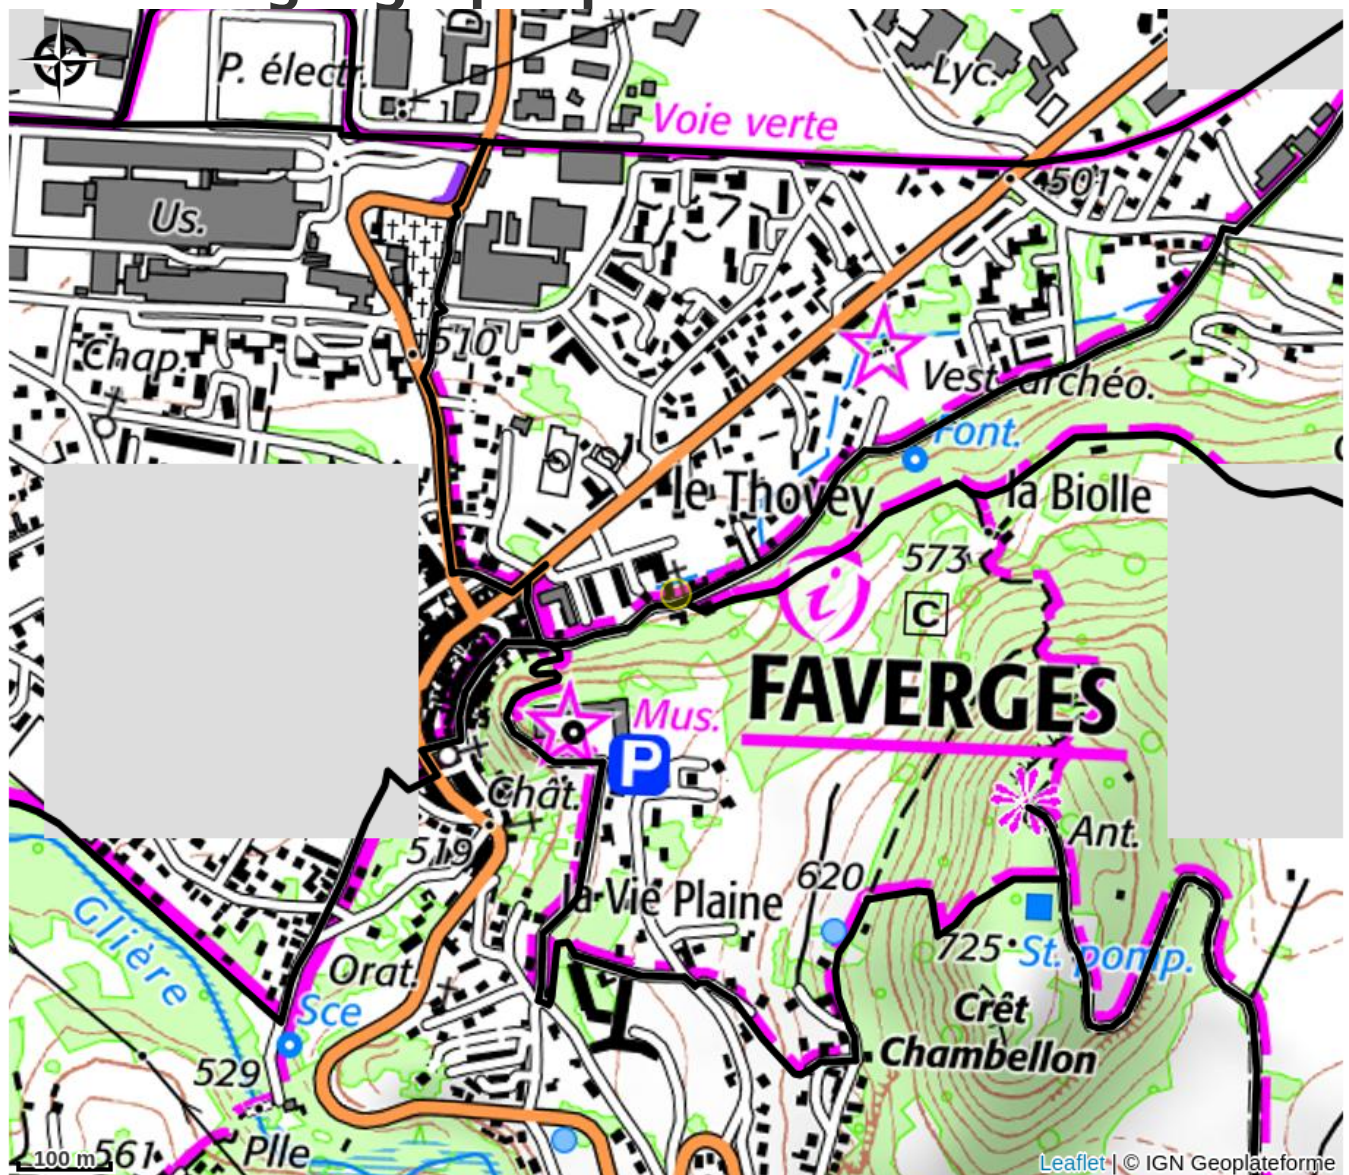 D
P. électr.
Lyc.
Voie verte
501
Us.
510
Chap.
Vest. archéo.
Font.
le Thovey
la Biolle
573
i
C
FAVERGES
Mus.
P
Chât.
Ant.
519
620
la Vie Plaine
Glière
725
St. pomp.
Orat.
Sce
Crêt
Chambellon
529
561
Plle
100 m
Leaflet | © IGN Geoplateforme